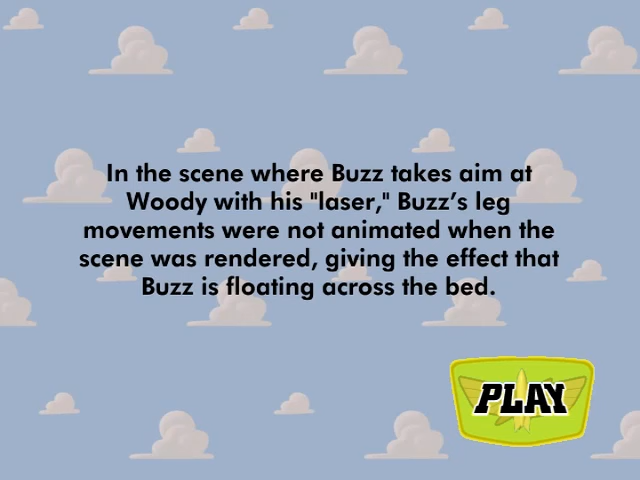 In the scene where Buzz takes aim at
Woody with his "laser," Buzz’s leg
movements were not animated when the
scene was rendered, giving the effect that
Buzz is floating across the bed.
PLAY